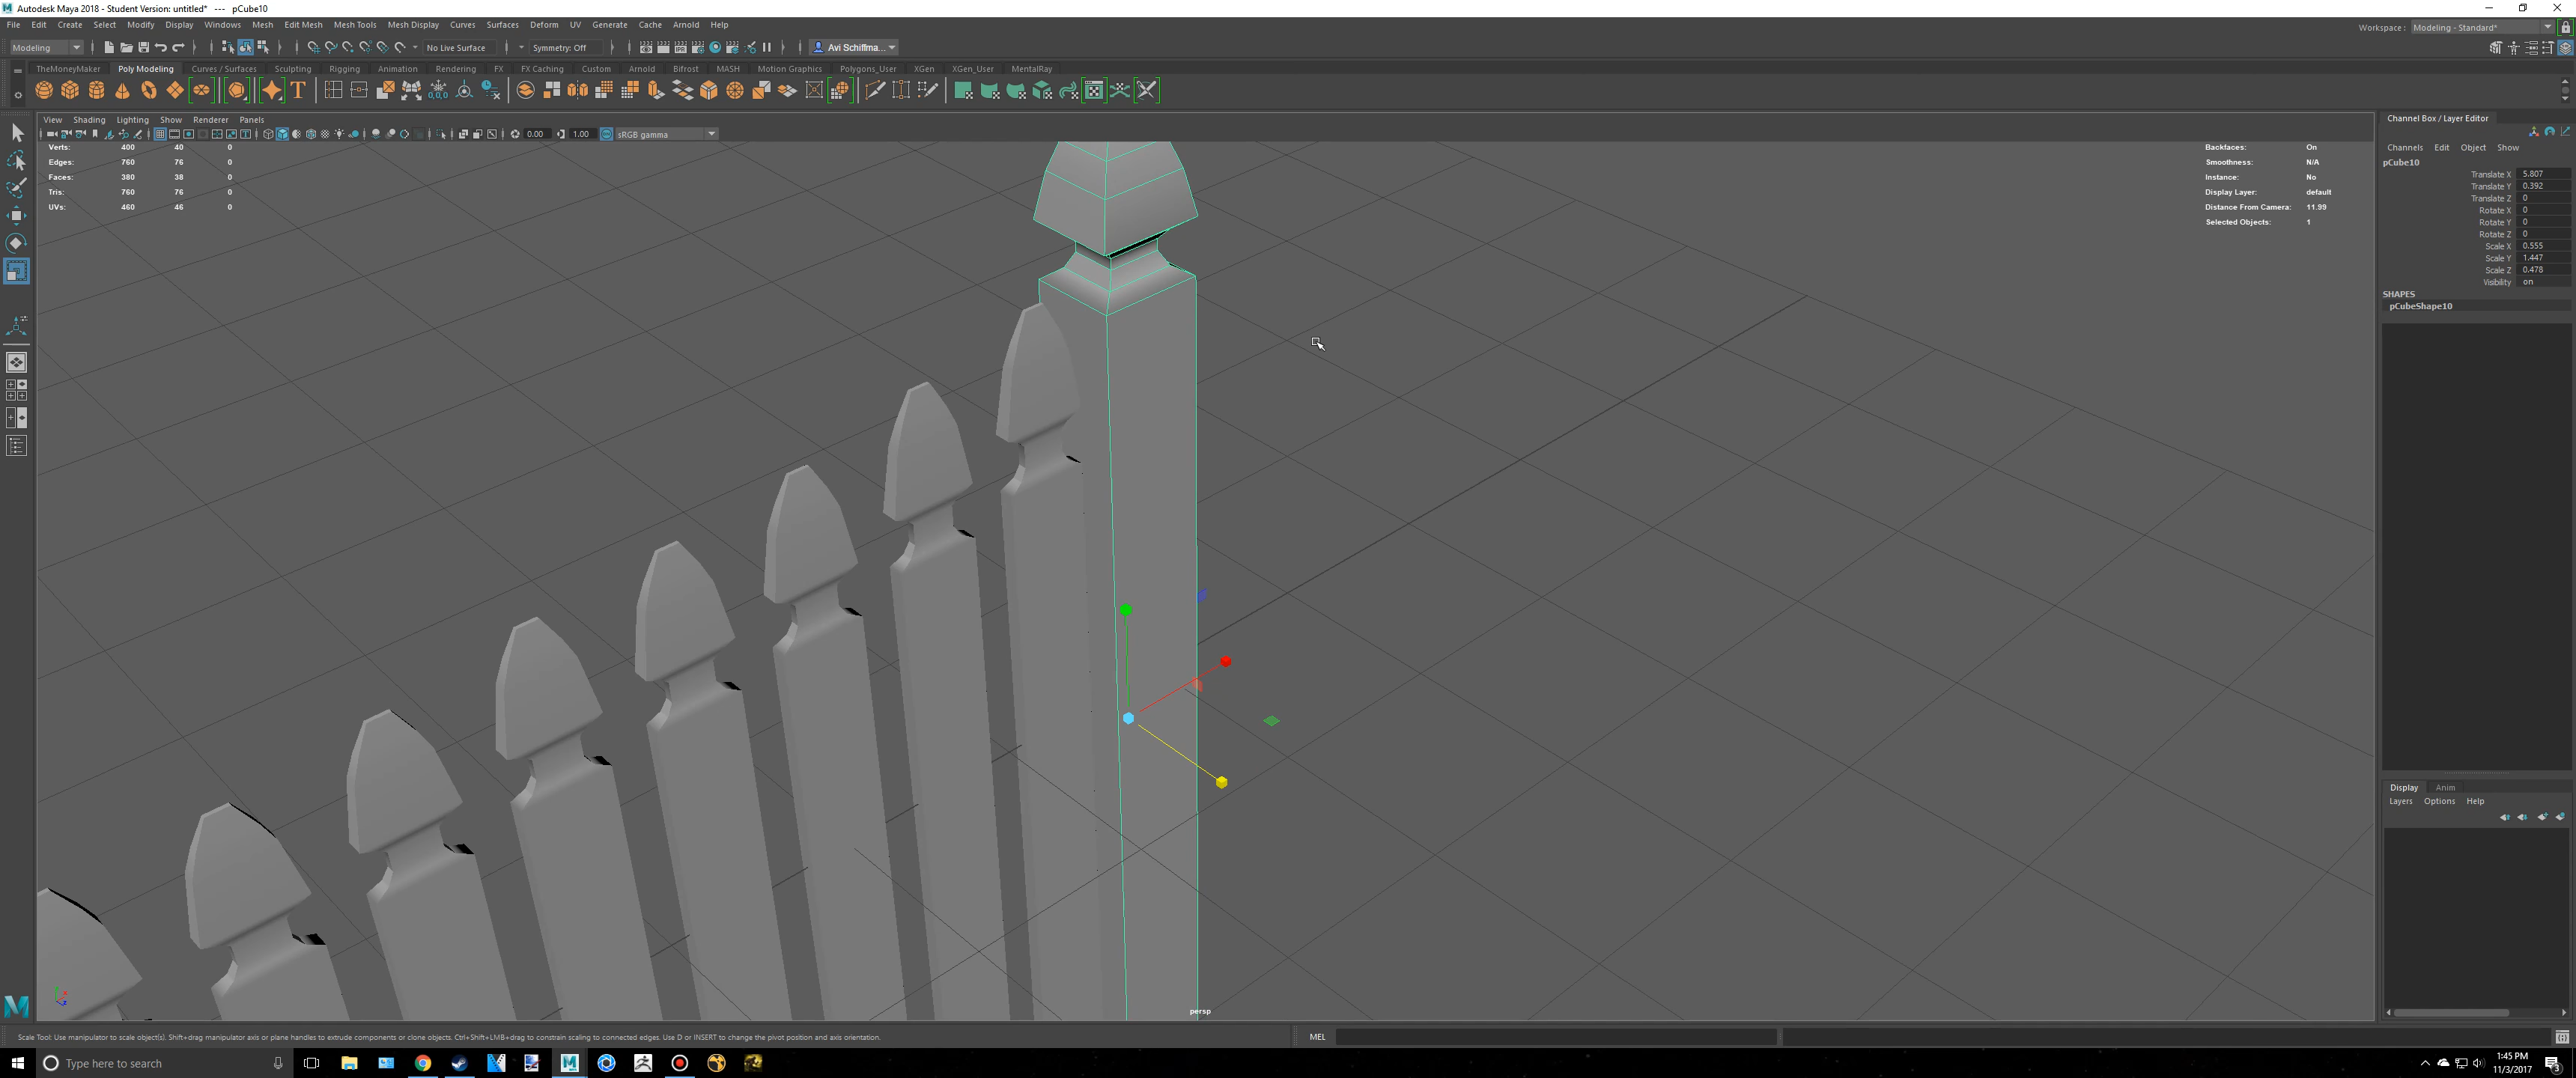 Autodesk Maya 2018 - Student Version: untitled* --- pCube10
File Edit Create Select Modify Display Windows Mesh Edit Mesh Mesh Tools Mesh Display Curves Surfaces Deform UV Generate Cache Arnold Help
Workspace : Modeling - Standard*
Modeling No Live Surface Symmetry: Off Avi Schiffma...
TheMoneyMaker Poly Modeling Curves / Surfaces Sculpting Rigging Animation Rendering FX FX Caching Custom Arnold Bifrost MASH Motion Graphics Polygons_User XGen XGen_User MentalRay
View Shading Lighting Show Renderer Panels
0.00 1.00 sRGB gamma
Verts: 400 40 0
Edges: 760 76 0
Faces: 380 38 0
Tris: 760 76 0
UVs: 460 46 0
Backfaces: On
Smoothness: N/A
Instance: No
Display Layer: default
Distance From Camera: 11.99
Selected Objects: 1
Channel Box / Layer Editor
Channels Edit Object Show
pCube10
Translate X 5.807
Translate Y 0.392
Translate Z 0
Rotate X 0
Rotate Y 0
Rotate Z 0
Scale X 0.555
Scale Y 1.447
Scale Z 0.478
Visibility on
SHAPES
pCubeShape10
Display Anim
Layers Options Help
persp
Scale Tool: Use manipulator to scale object(s). Shift+drag manipulator axis or plane handles to extrude components or clone objects. Ctrl+Shift+LMB+drag to constrain scaling to connected edges. Use D or INSERT to change the pivot position and axis orientation.
MEL
Type here to search
1:45 PM
11/3/2017